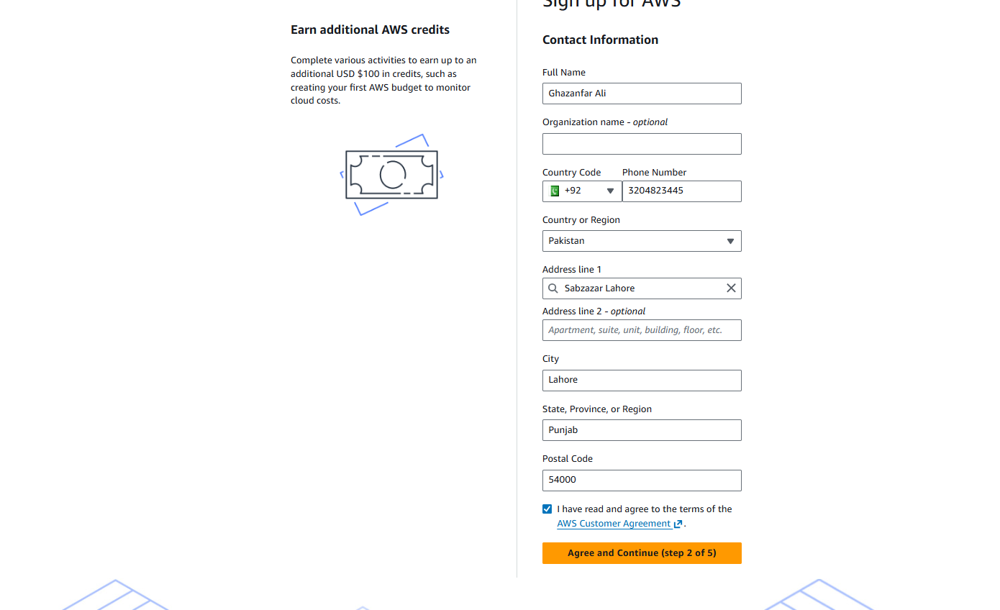 Sign up for AWS
Earn additional AWS credits
Complete various activities to earn up to an
additional USD $100 in credits, such as
creating your first AWS budget to monitor
cloud costs.
Contact Information
Full Name
Ghazanfar Ali
Organization name - optional
Country Code Phone Number
+92 3204823445
Country or Region
Pakistan
Address line 1
Sabzazar Lahore
Address line 2 - optional
Apartment, suite, unit, building, floor, etc.
City
Lahore
State, Province, or Region
Punjab
Postal Code
54000
I have read and agree to the terms of the
AWS Customer Agreement .
Agree and Continue (step 2 of 5)